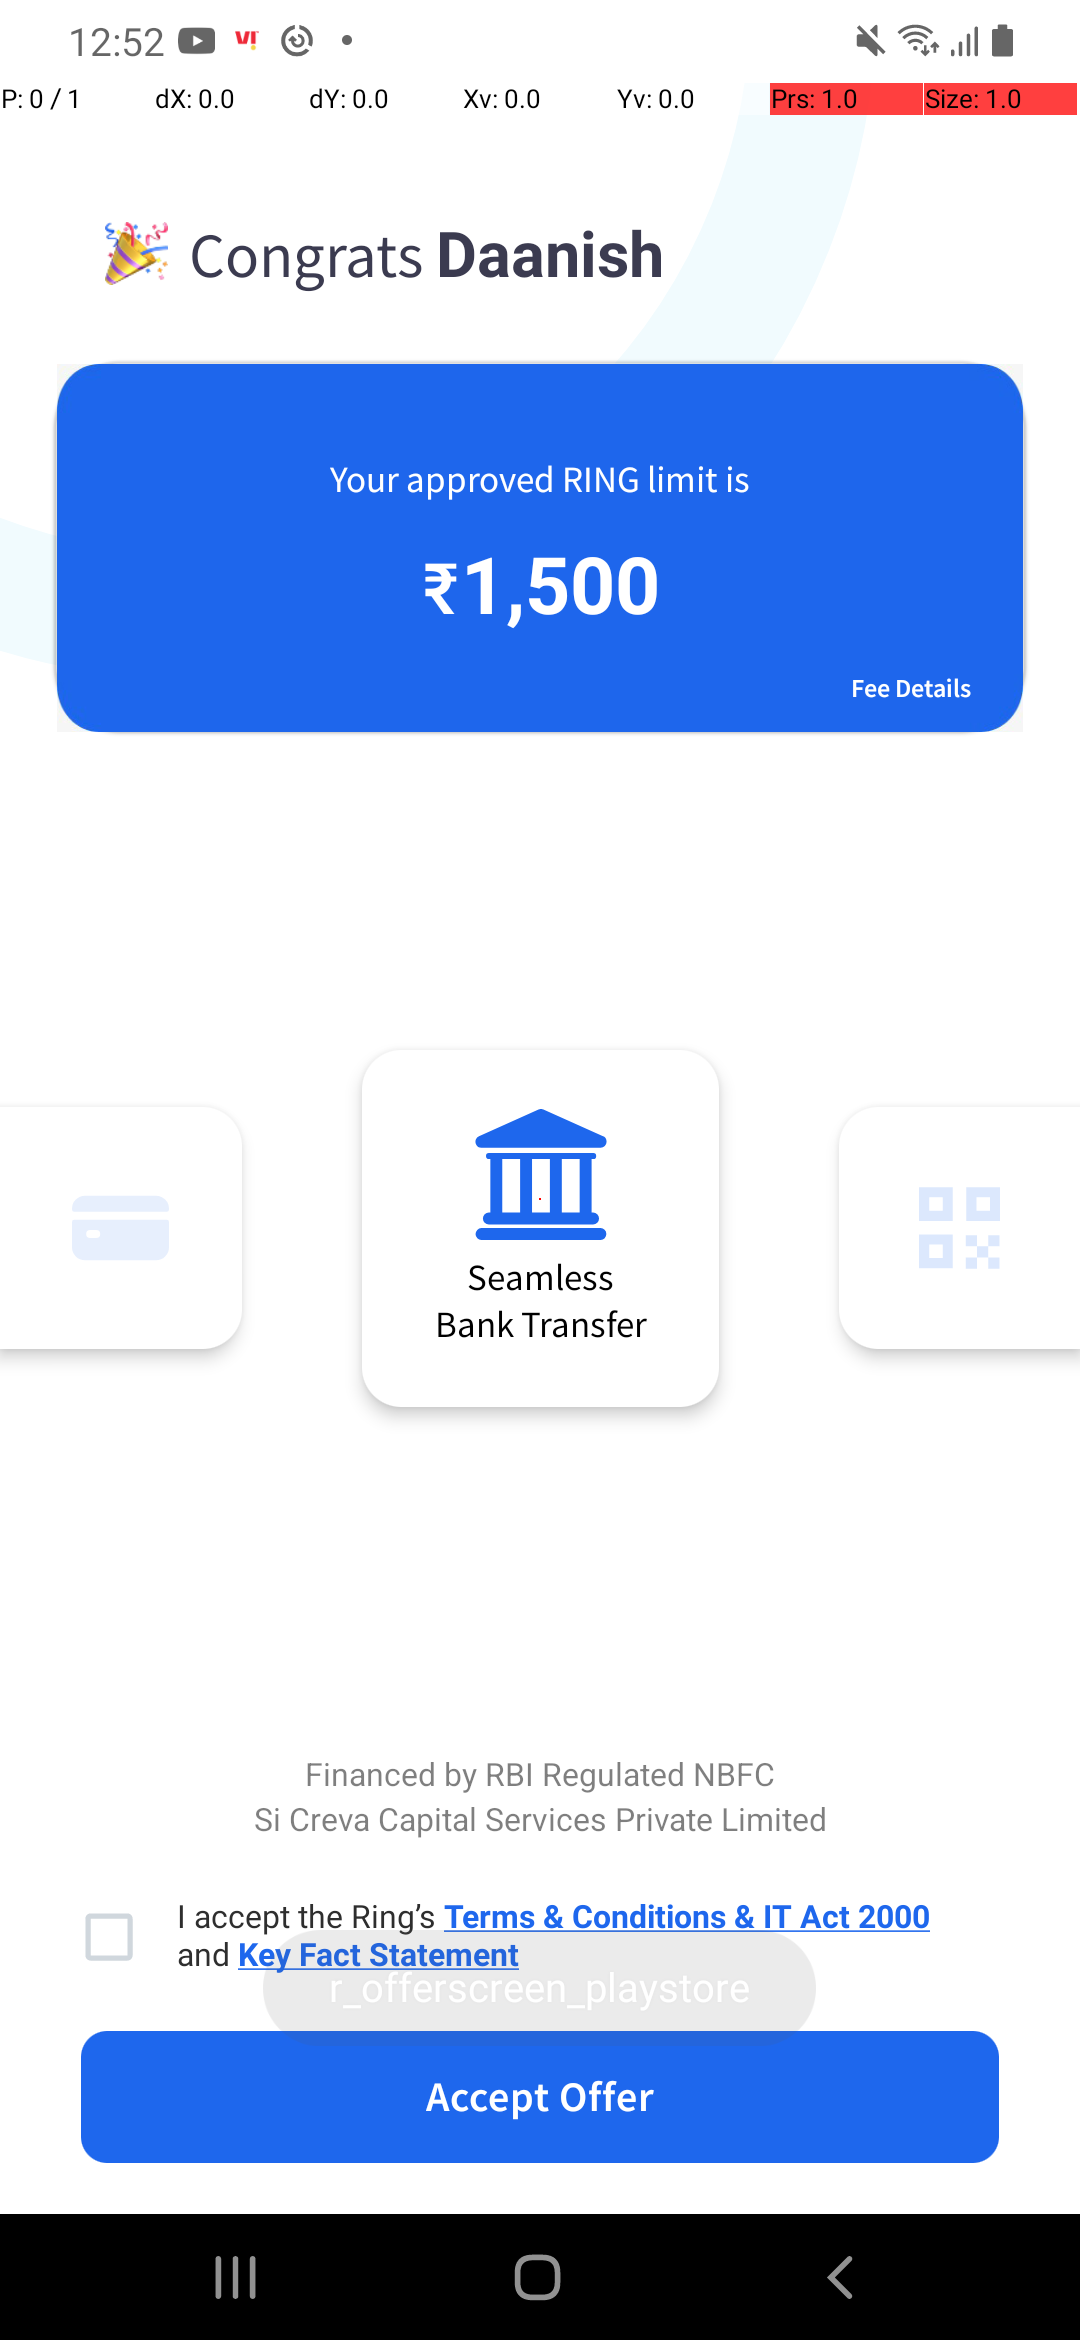 12:52
P: 0 / 1 dX: 0.0 dY: 0.0 Xv: 0.0 Yv: 0.0 Prs: 1.0 Size: 1.0
Congrats Daanish
Your approved RING limit is
₹1,500
Fee Details
Seamless
Bank Transfer
Financed by RBI Regulated NBFC
Si Creva Capital Services Private Limited
I accept the Ring’s Terms & Conditions & IT Act 2000
and Key Fact Statement
r_offerscreen_playstore
Accept Offer